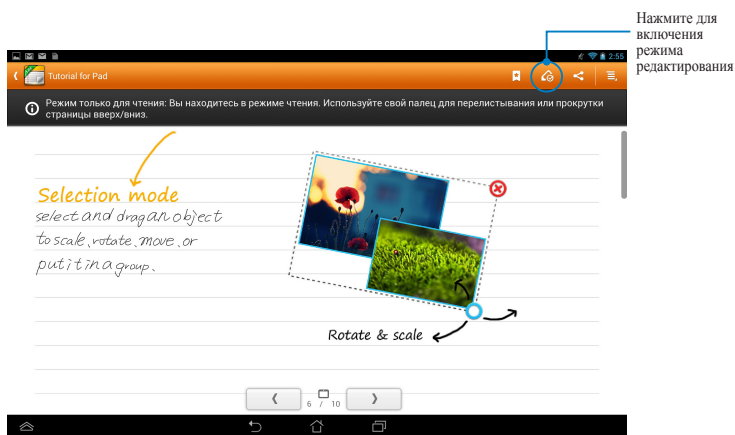 Нажмите для
включения
режима
редактирования
2:55
Tutorial for Pad
Режим только для чтения: Вы находитесь в режиме чтения. Используйте свой палец для перелистывания или прокрутки
страницы вверх/вниз.
Selection mode
select and drag an object
to scale, rotate, move, or
put it in a group.
Rotate & scale
6 / 10